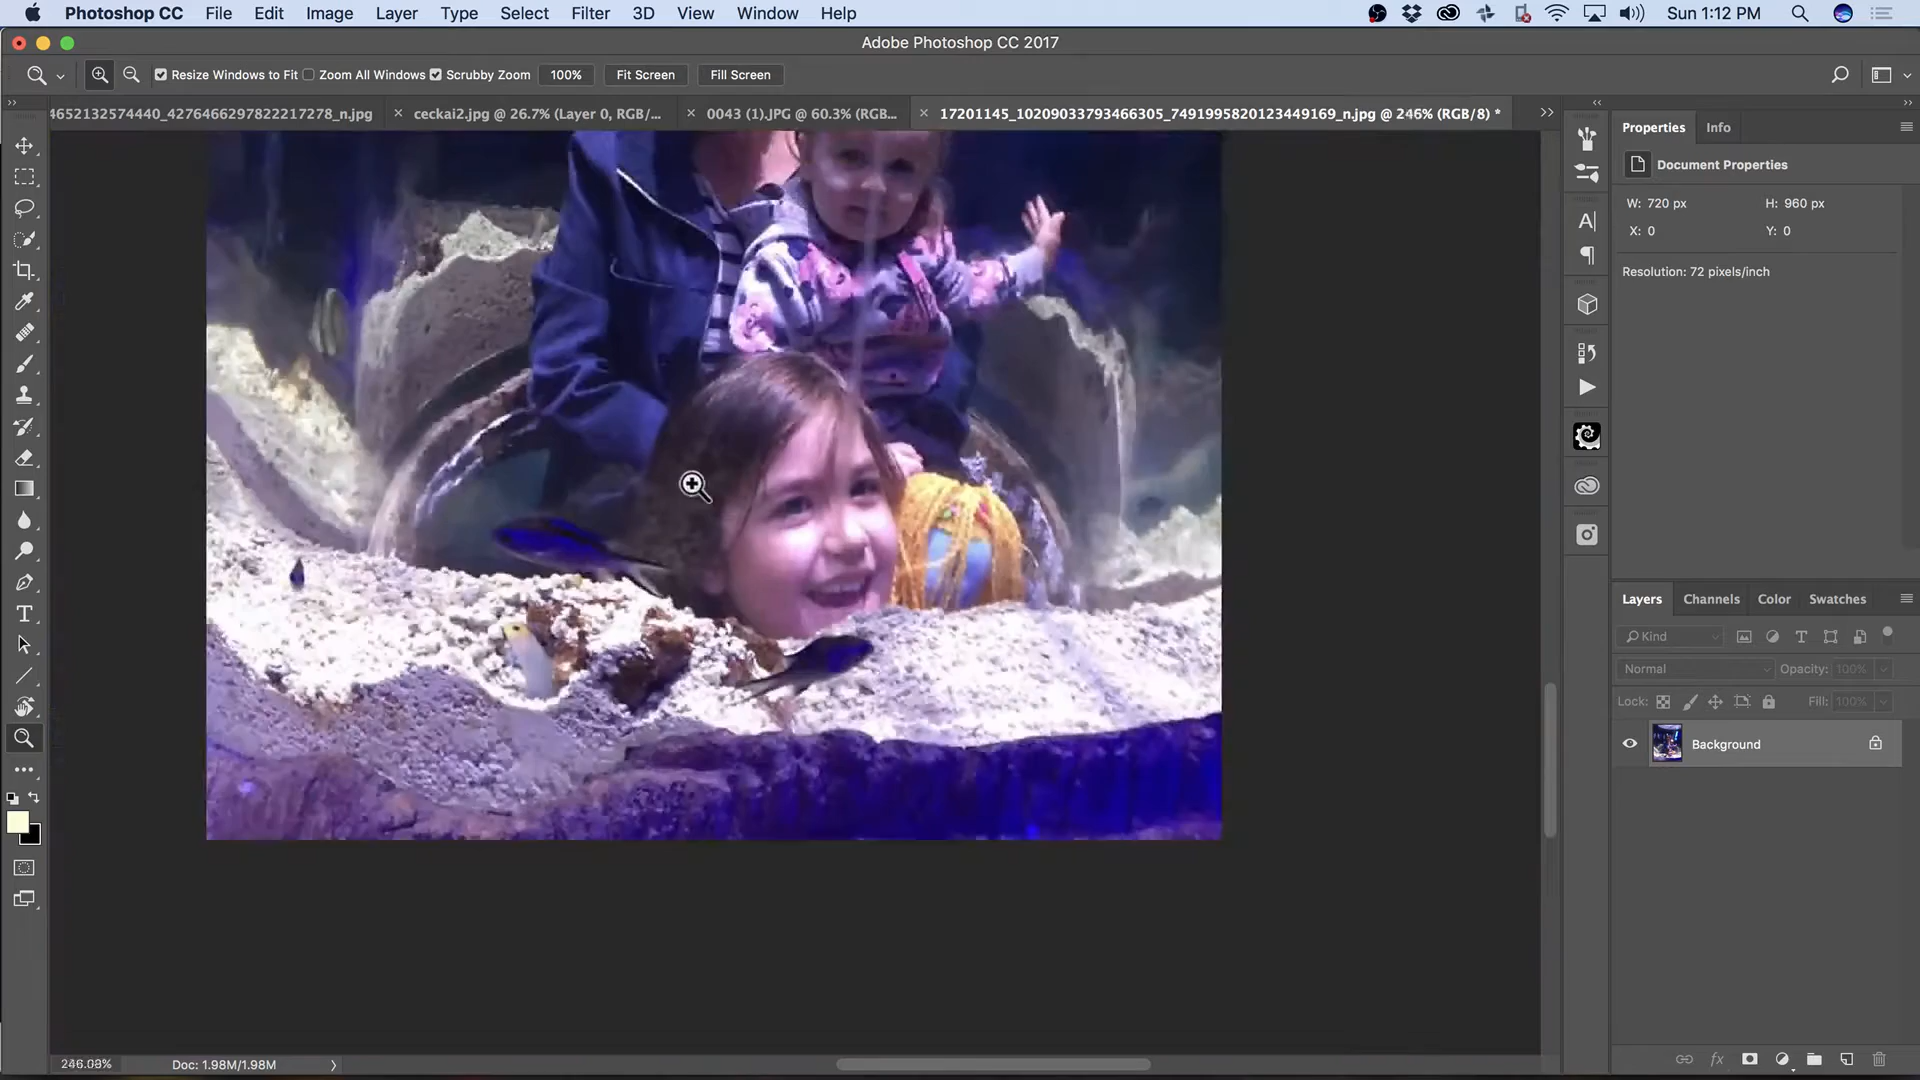 Photoshop CC File Edit Image Layer Type Select Filter 3D View Window Help Sun 1:12 PM
Adobe Photoshop CC 2017
Resize Windows to Fit Zoom All Windows Scrubby Zoom 100% Fit Screen Fill Screen
4652132574440_4276466297822217278_n.jpg × ceckai2.jpg @ 26.7% (Layer 0, RGB/... × 0043 (1).JPG @ 60.3% (RGB... × 17201145_10209033793466305_7491995820123449169_n.jpg @ 246% (RGB/8) *
Properties Info
Document Properties
W: 720 px H: 960 px
X: 0 Y: 0
Resolution: 72 pixels/inch
Layers Channels Color Swatches
Kind
Normal Opacity: 100%
Lock: Fill: 100%
Background
246.09% Doc: 1.98M/1.98M